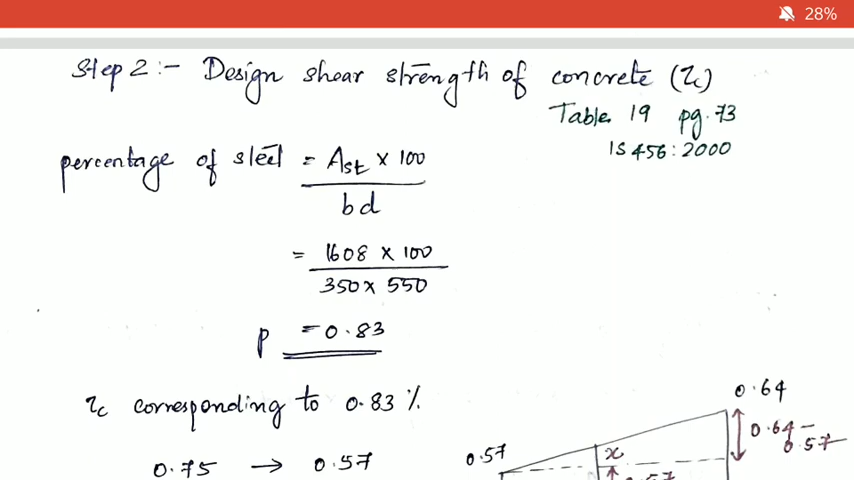 28%
Step 2:- Design shear strength of concrete (τc)
Table 19 pg.73
IS 456:2000
percentage of steel = Ast × 100
bd
= 1608 × 100
350 × 550
p = 0.83
τc corresponding to 0.83 %
0.64
0.64 -
0.57
0.57
x
0.75 → 0.57